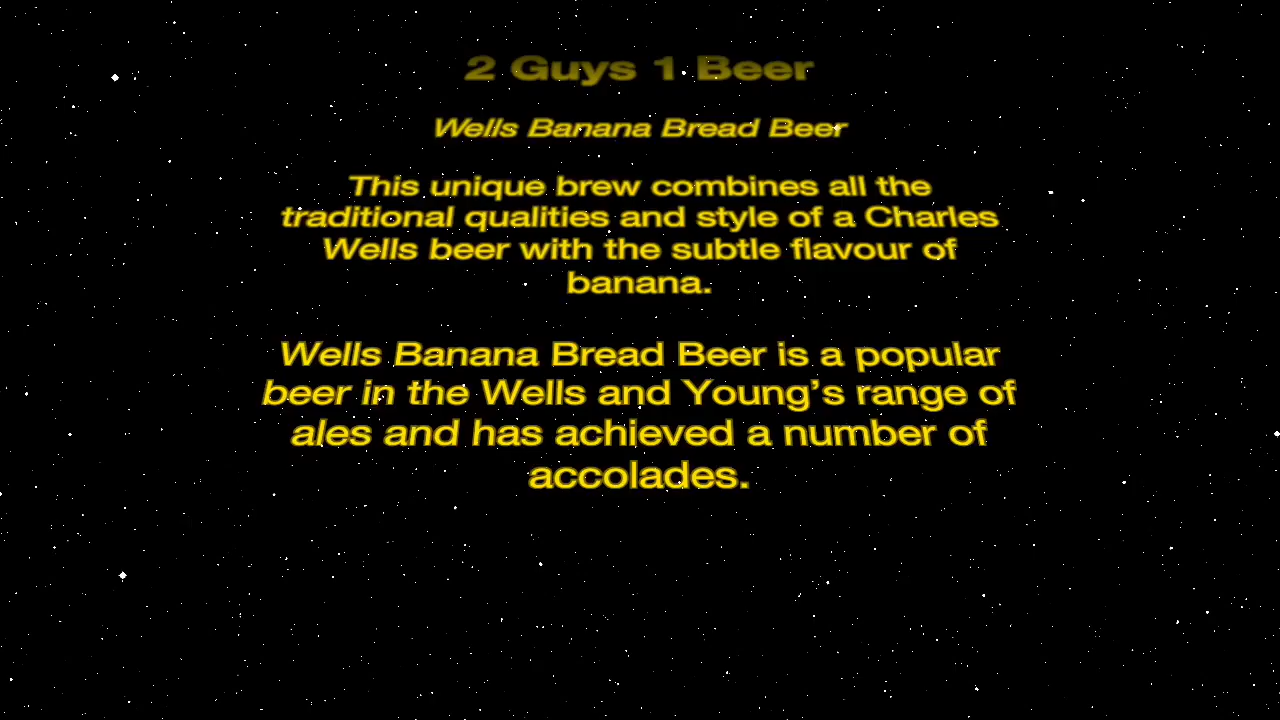 2 Guys 1 Beer
Wells Banana Bread Beer
This unique brew combines all the
traditional qualities and style of a Charles
Wells beer with the subtle flavour of
banana.
Wells Banana Bread Beer is a popular
beer in the Wells and Young’s range of
ales and has achieved a number of
accolades.